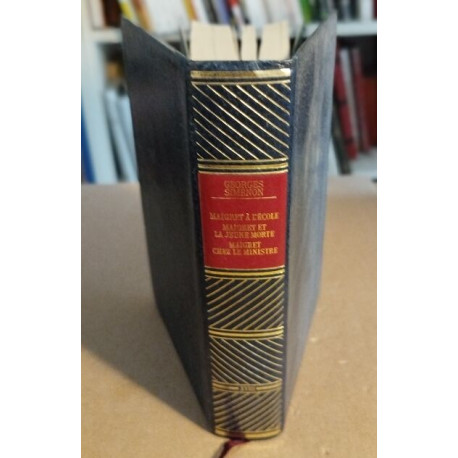 GEORGES
SIMENON
MAIGRET À L'ÉCOLE
MAIGRET ET
LA JEUNE MORTE
MAIGRET
CHEZ LE MINISTRE